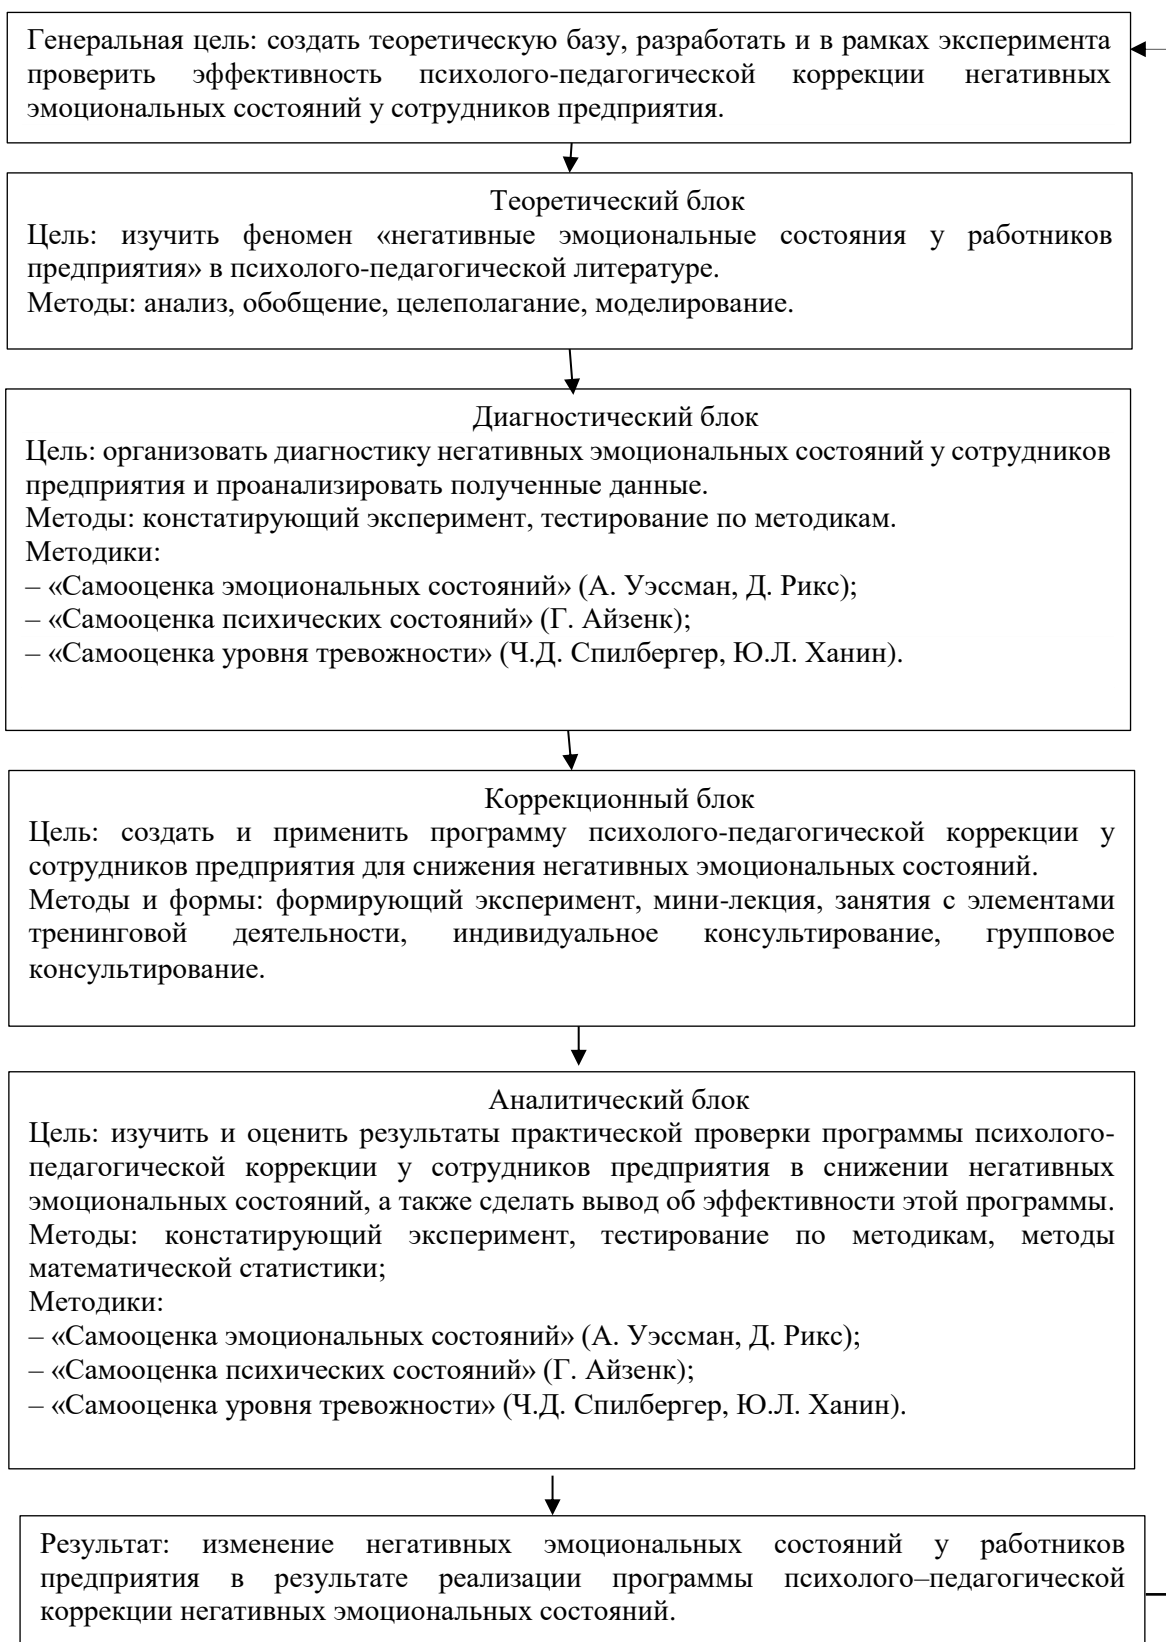 Генеральная цель: создать теоретическую базу, разработать и в рамках эксперимента
проверить эффективность психолого-педагогической коррекции негативных
эмоциональных состояний у сотрудников предприятия.
Теоретический блок
Цель: изучить феномен «негативные эмоциональные состояния у работников
предприятия» в психолого-педагогической литературе.
Методы: анализ, обобщение, целеполагание, моделирование.
Диагностический блок
Цель: организовать диагностику негативных эмоциональных состояний у сотрудников
предприятия и проанализировать полученные данные.
Методы: констатирующий эксперимент, тестирование по методикам.
Методики:
– «Самооценка эмоциональных состояний» (А. Уэссман, Д. Рикс);
– «Самооценка психических состояний» (Г. Айзенк);
– «Самооценка уровня тревожности» (Ч.Д. Спилбергер, Ю.Л. Ханин).
Коррекционный блок
Цель: создать и применить программу психолого-педагогической коррекции у
сотрудников предприятия для снижения негативных эмоциональных состояний.
Методы и формы: формирующий эксперимент, мини-лекция, занятия с элементами
тренинговой деятельности, индивидуальное консультирование, групповое
консультирование.
Аналитический блок
Цель: изучить и оценить результаты практической проверки программы психолого-
педагогической коррекции у сотрудников предприятия в снижении негативных
эмоциональных состояний, а также сделать вывод об эффективности этой программы.
Методы: констатирующий эксперимент, тестирование по методикам, методы
математической статистики;
Методики:
– «Самооценка эмоциональных состояний» (А. Уэссман, Д. Рикс);
– «Самооценка психических состояний» (Г. Айзенк);
– «Самооценка уровня тревожности» (Ч.Д. Спилбергер, Ю.Л. Ханин).
Результат: изменение негативных эмоциональных состояний у работников
предприятия в результате реализации программы психолого–педагогической
коррекции негативных эмоциональных состояний.